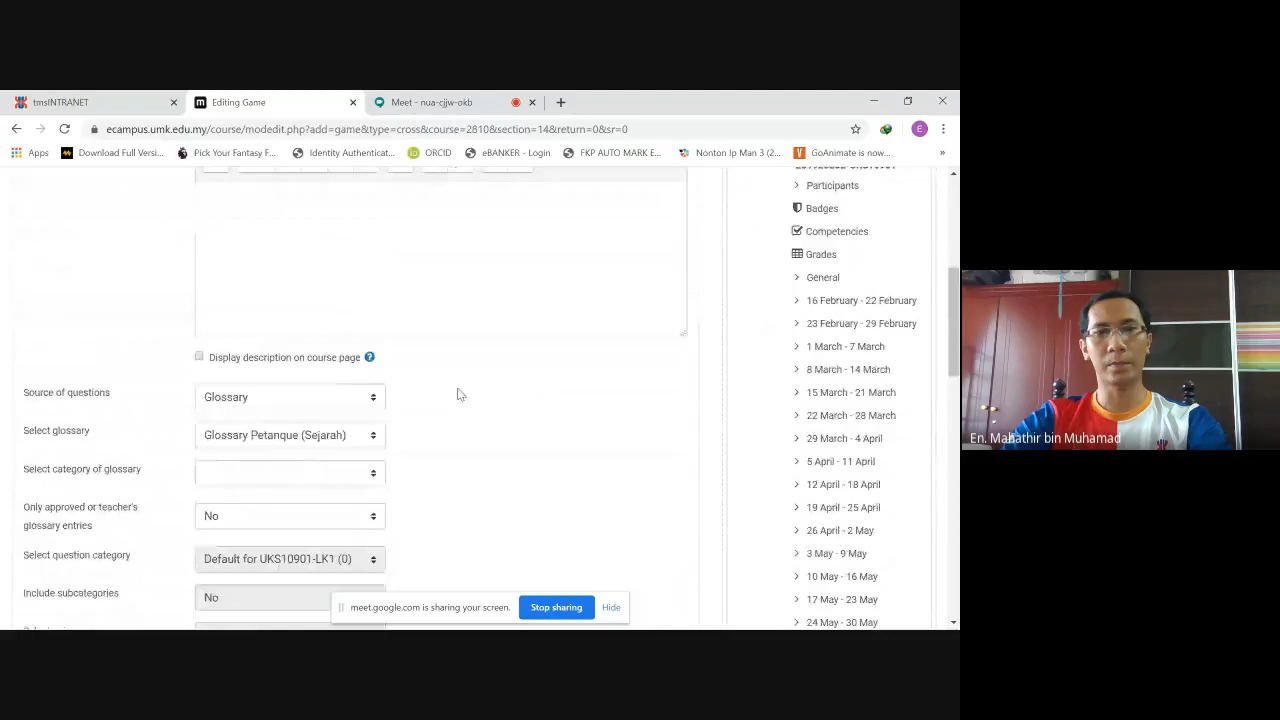 tmsINTRANET
Editing Game
Meet - nua-cjjw-okb
ecampus.umk.edu.my/course/modedit.php?add=game&type=cross&course=2810&section=14&return=0&sr=0
Apps
Download Full Versi...
Pick Your Fantasy F...
Identity Authenticat...
ORCID
eBANKER - Login
FKP AUTO MARK E...
Nonton Ip Man 3 (2...
GoAnimate is now...
Participants
Badges
Competencies
Grades
General
16 February - 22 February
23 February - 29 February
1 March - 7 March
8 March - 14 March
15 March - 21 March
22 March - 28 March
29 March - 4 April
5 April - 11 April
12 April - 18 April
19 April - 25 April
26 April - 2 May
3 May - 9 May
10 May - 16 May
17 May - 23 May
24 May - 30 May
Display description on course page
Source of questions
Glossary
Select glossary
Glossary Petanque (Sejarah)
Select category of glossary
Only approved or teacher's
glossary entries
No
Select question category
Default for UKS10901-LK1 (0)
Include subcategories
No
meet.google.com is sharing your screen.
Stop sharing
Hide
En. Mahathir bin Muhamad